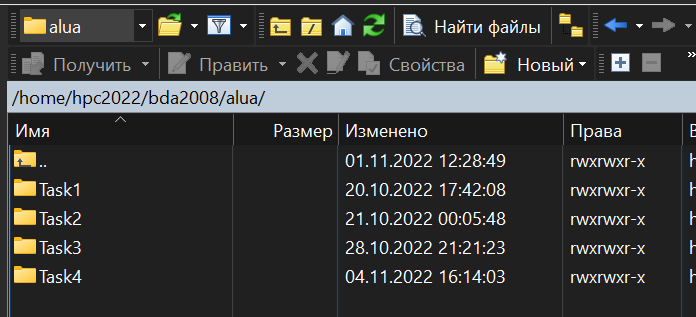 alua Найти файлы
Получить Править Свойства Новый
/home/hpc2022/bda2008/alua/
Имя Размер Изменено Права
.. 01.11.2022 12:28:49 rwxrwxr-x
Task1 20.10.2022 17:42:08 rwxrwxr-x
Task2 21.10.2022 00:05:48 rwxrwxr-x
Task3 28.10.2022 21:21:23 rwxrwxr-x
Task4 04.11.2022 16:14:03 rwxrwxr-x